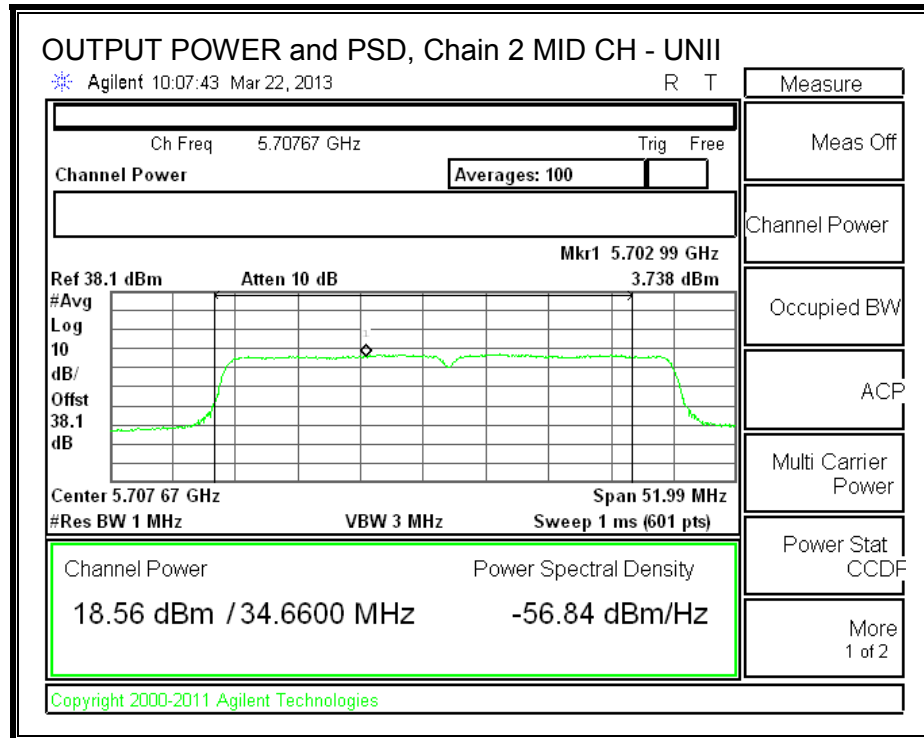 OUTPUT POWER and PSD, Chain 2 MID CH - UNII
Agilent 10:07:43 Mar 22, 2013 R T
Measure
Ch Freq 5.70767 GHz Trig Free
Channel Power Averages: 100
Mkr1 5.702 99 GHz
Ref 38.1 dBm Atten 10 dB 3.738 dBm
#Avg
Log
10
dB/
Offst
38.1
dB
1
Center 5.707 67 GHz Span 51.99 MHz
#Res BW 1 MHz VBW 3 MHz Sweep 1 ms (601 pts)
Channel Power Power Spectral Density
18.56 dBm / 34.6600 MHz -56.84 dBm/Hz
Copyright 2000-2011 Agilent Technologies
Meas Off
Channel Power
Occupied BW
ACP
Multi Carrier
Power
Power Stat
CCDF
More
1 of 2